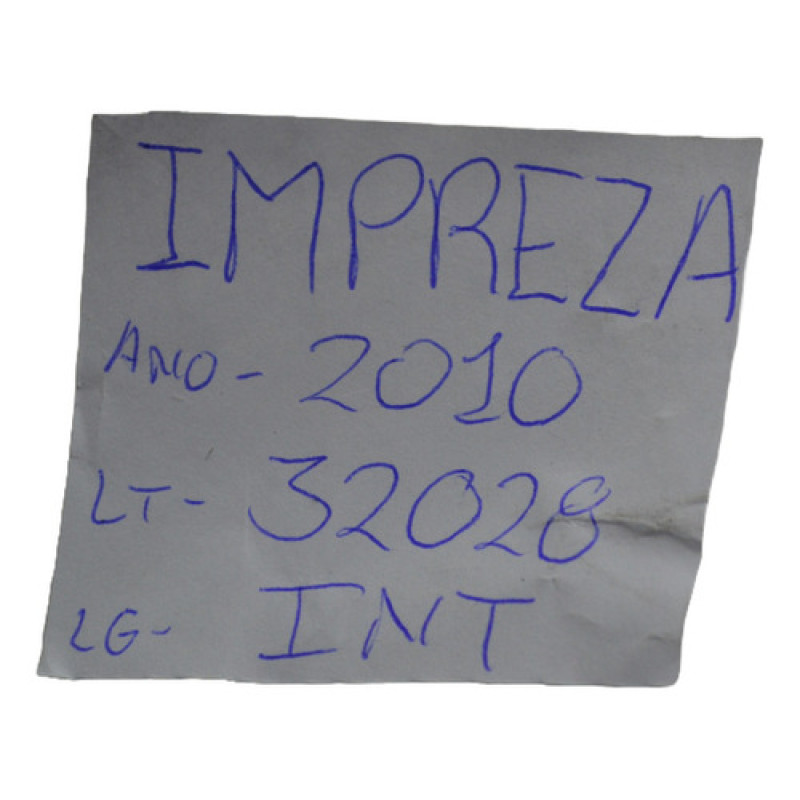 IMPREZA
ANO- 2010
LT- 32028
LG- INT